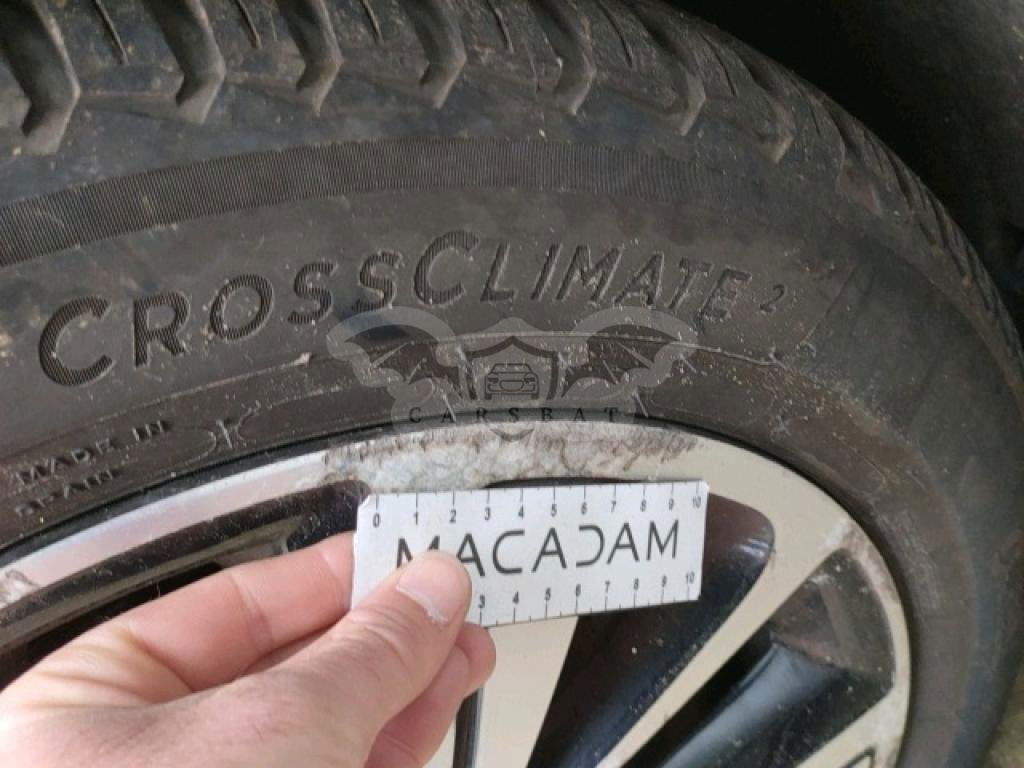 CROSSCLIMATE 2
MADE IN
SPAIN
CARSBAT
0 1 2 3 4 5 6 7 8 9 10
MACADAM
3 4 5 6 7 8 9 10